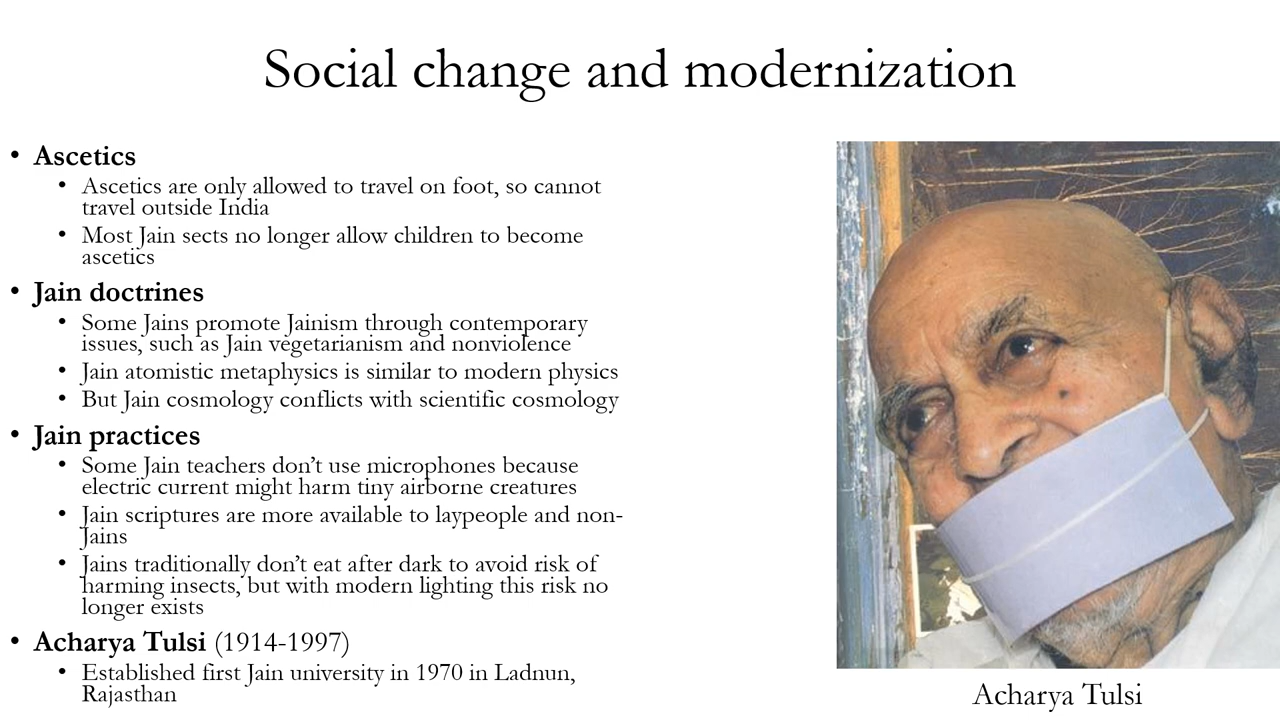 Social change and modernization
• Ascetics
• Ascetics are only allowed to travel on foot, so cannot
travel outside India
• Most Jain sects no longer allow children to become
ascetics
• Jain doctrines
• Some Jains promote Jainism through contemporary
issues, such as Jain vegetarianism and nonviolence
• Jain atomistic metaphysics is similar to modern physics
• But Jain cosmology conflicts with scientific cosmology
• Jain practices
• Some Jain teachers don’t use microphones because
electric current might harm tiny airborne creatures
• Jain scriptures are more available to laypeople and non-
Jains
• Jains traditionally don’t eat after dark to avoid risk of
harming insects, but with modern lighting this risk no
longer exists
• Acharya Tulsi (1914-1997)
• Established first Jain university in 1970 in Ladnun,
Rajasthan
Acharya Tulsi